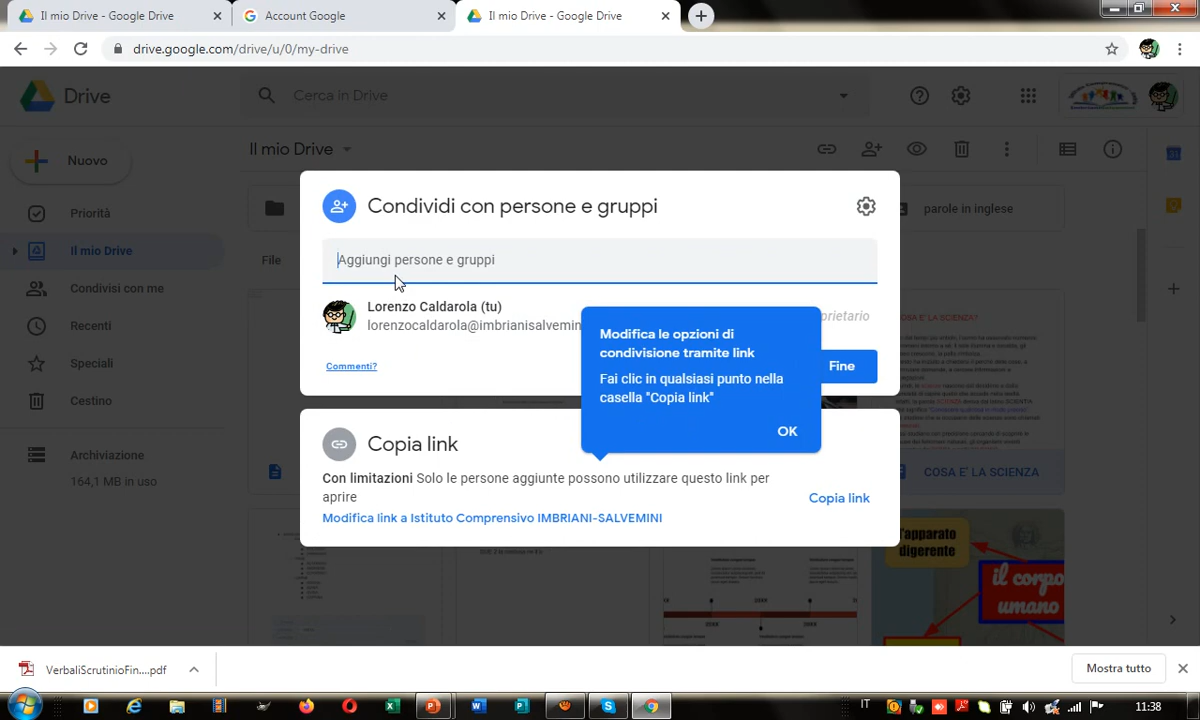 Il mio Drive - Google Drive
Account Google
Il mio Drive - Google Drive
drive.google.com/drive/u/0/my-drive
Drive
Cerca in Drive
Nuovo
Il mio Drive
Priorità
Il mio Drive
Condivisi con me
Recenti
Speciali
Cestino
Archiviazione
164,1 MB in uso
File
parole in inglese
Condividi con persone e gruppi
Aggiungi persone e gruppi
Lorenzo Caldarola (tu)
lorenzocaldarola@imbrianisalvemin
prietario
Commenti?
Fine
Modifica le opzioni di
condivisione tramite link
Fai clic in qualsiasi punto nella
casella "Copia link"
OK
Copia link
Con limitazioni Solo le persone aggiunte possono utilizzare questo link per
aprire
Copia link
Modifica link a Istituto Comprensivo IMBRIANI-SALVEMINI
COSA E' LA SCIENZA?
COSA E' LA SCIENZA
l'apparato
digerente
il corpo
umano
VerbaliScrutinioFin....pdf
Mostra tutto
IT
11:38